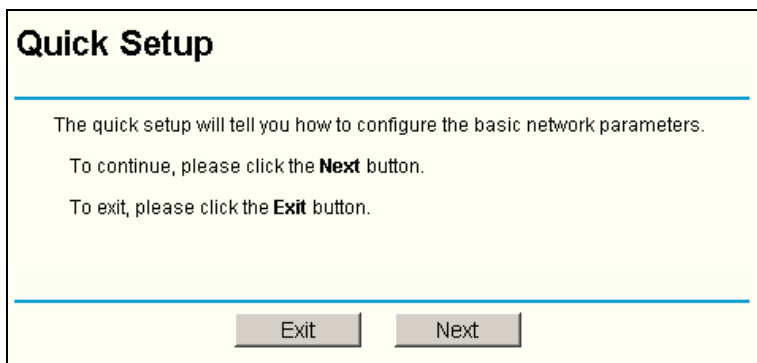 Quick Setup
The quick setup will tell you how to configure the basic network parameters.
To continue, please click the Next button.
To exit, please click the Exit button.
Exit Next